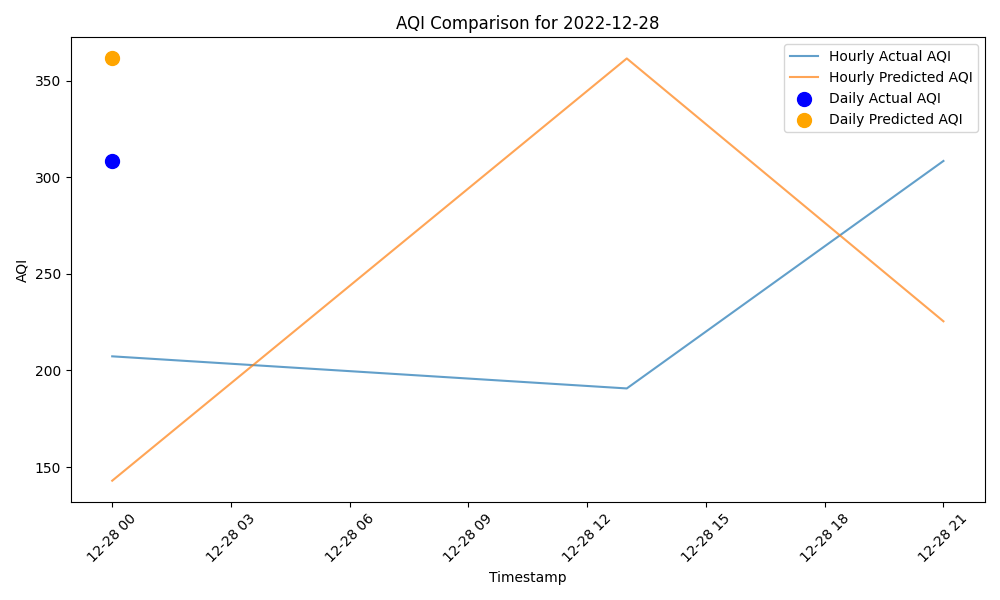 AQI Comparison for 2022-12-28
Hourly Actual AQI
Hourly Predicted AQI
Daily Actual AQI
Daily Predicted AQI
AQI
350
300
250
200
150
12-28 00
12-28 03
12-28 06
12-28 09
12-28 12
12-28 15
12-28 18
12-28 21
Timestamp